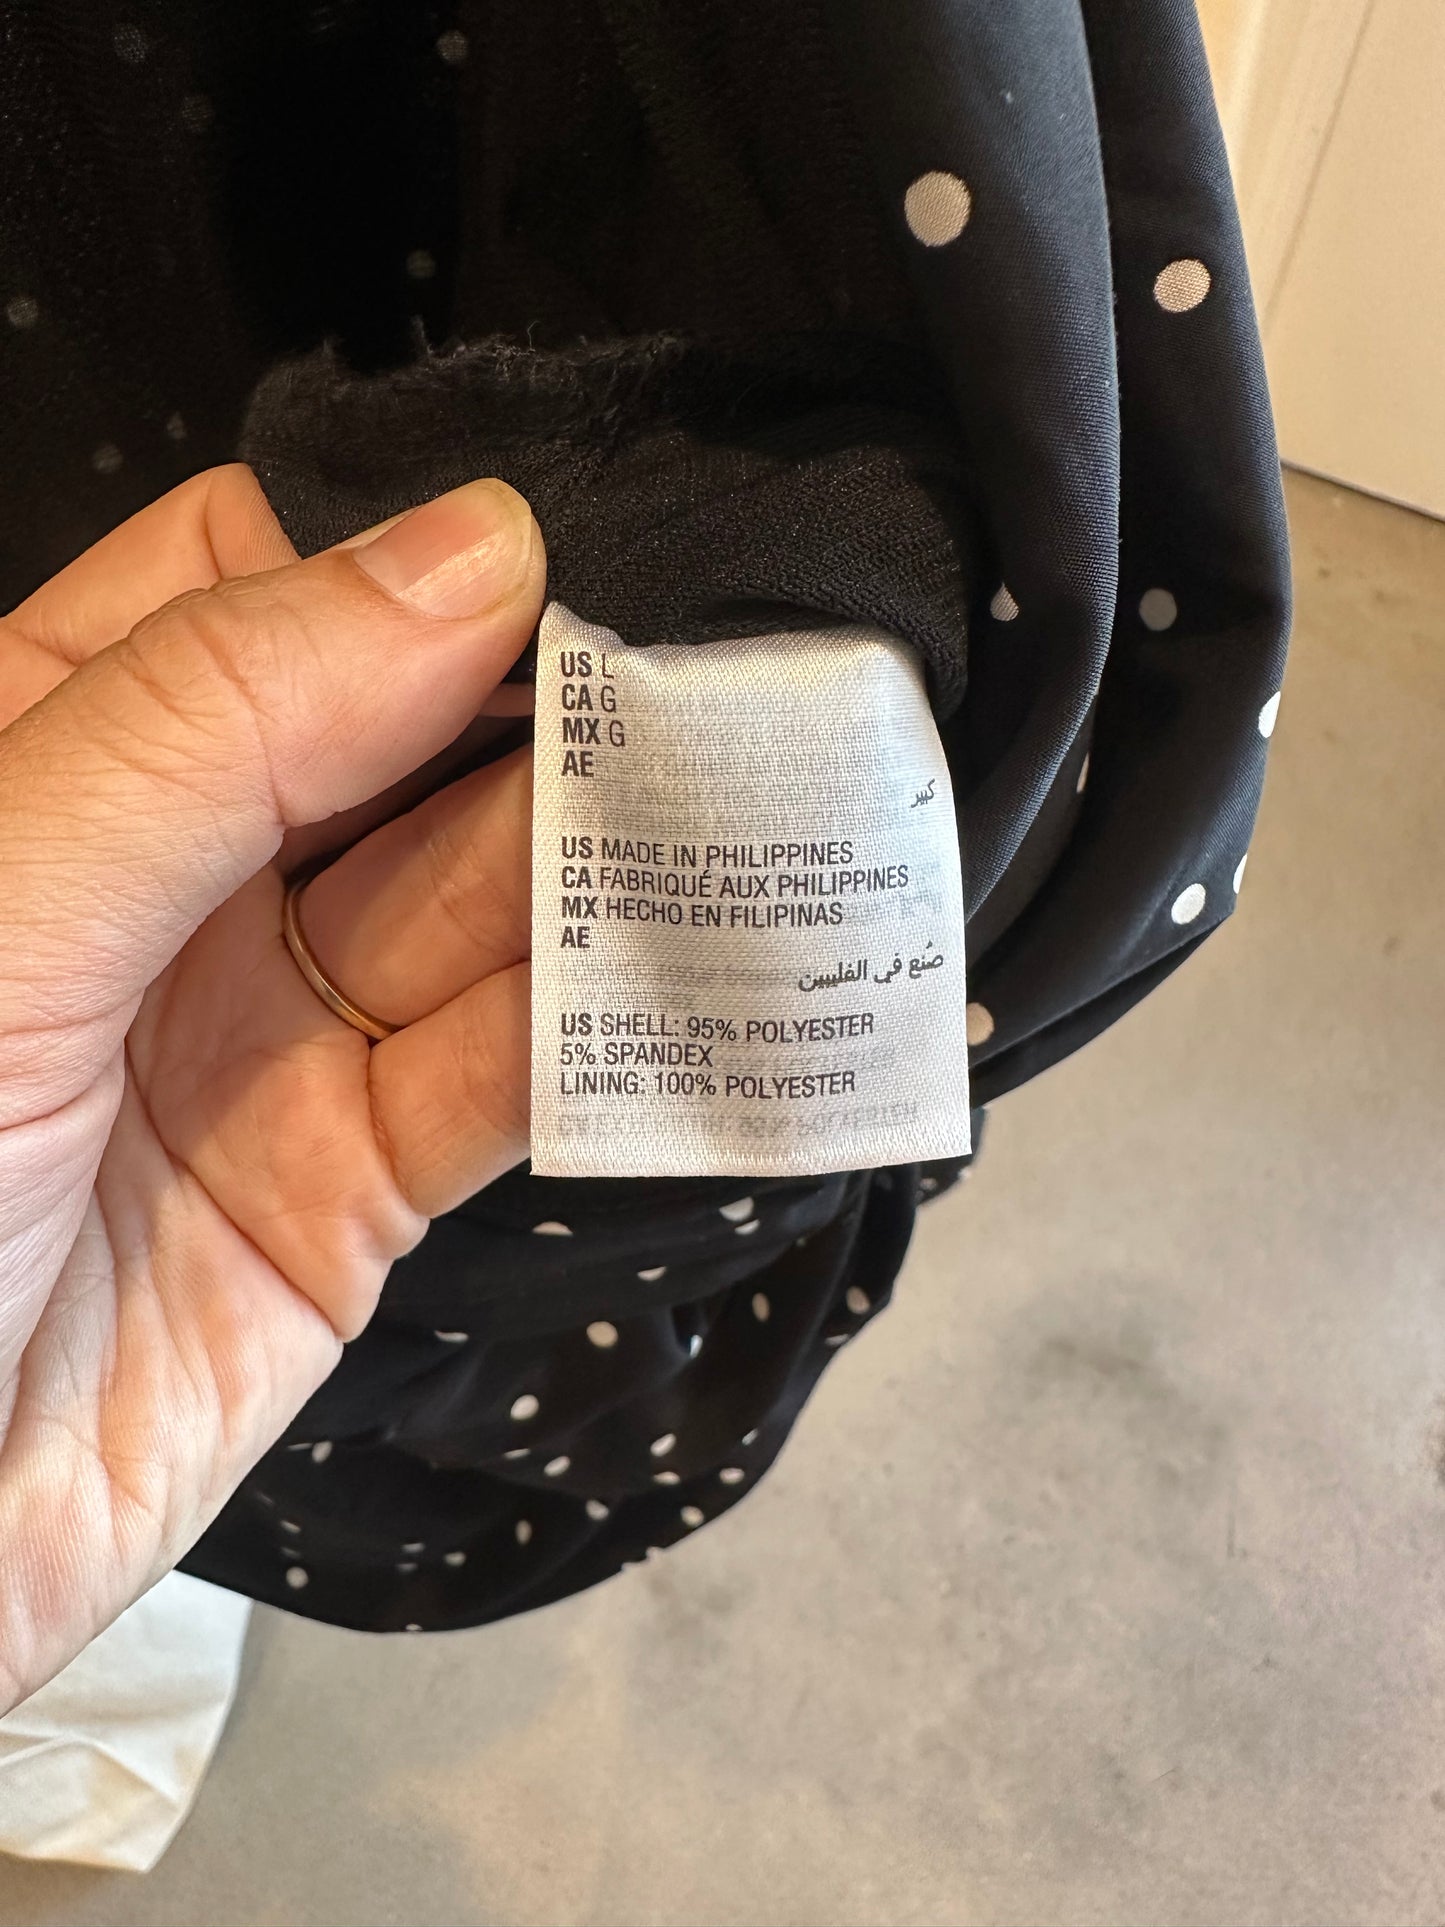 US L
CA G
MX G
AE
كبير
US MADE IN PHILIPPINES
CA FABRIQUÉ AUX PHILIPPINES
MX HECHO EN FILIPINAS
AE
صُنع في الفليبين
US SHELL: 95% POLYESTER
5% SPANDEX
LINING: 100% POLYESTER